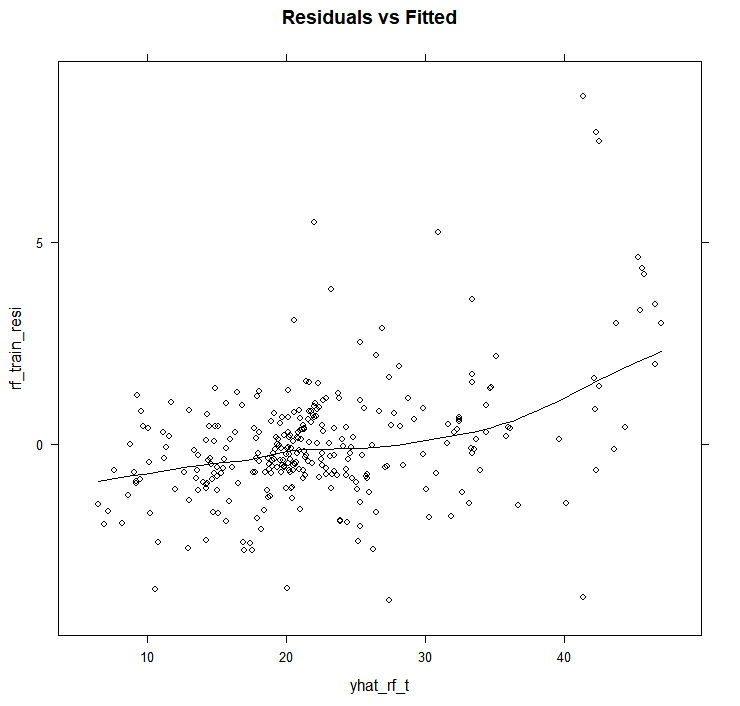 Residuals vs Fitted
5
0
rf_train_resi
10 20 30 40
yhat_rf_t